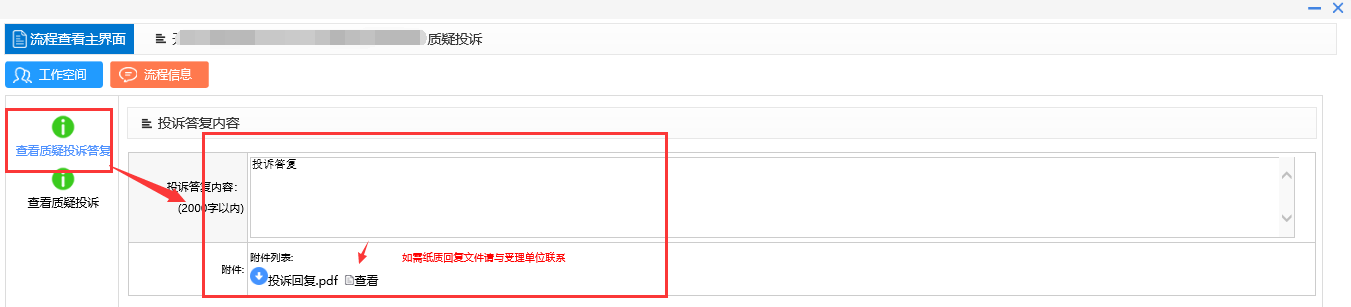 流程查看主界面
质疑投诉
工作空间
流程信息
查看质疑投诉答复
查看质疑投诉
投诉答复内容
投诉答复内容：
(2000字以内)
投诉答复
附件:
附件列表:
如需纸质回复文件请与受理单位联系
投诉回复.pdf 查看